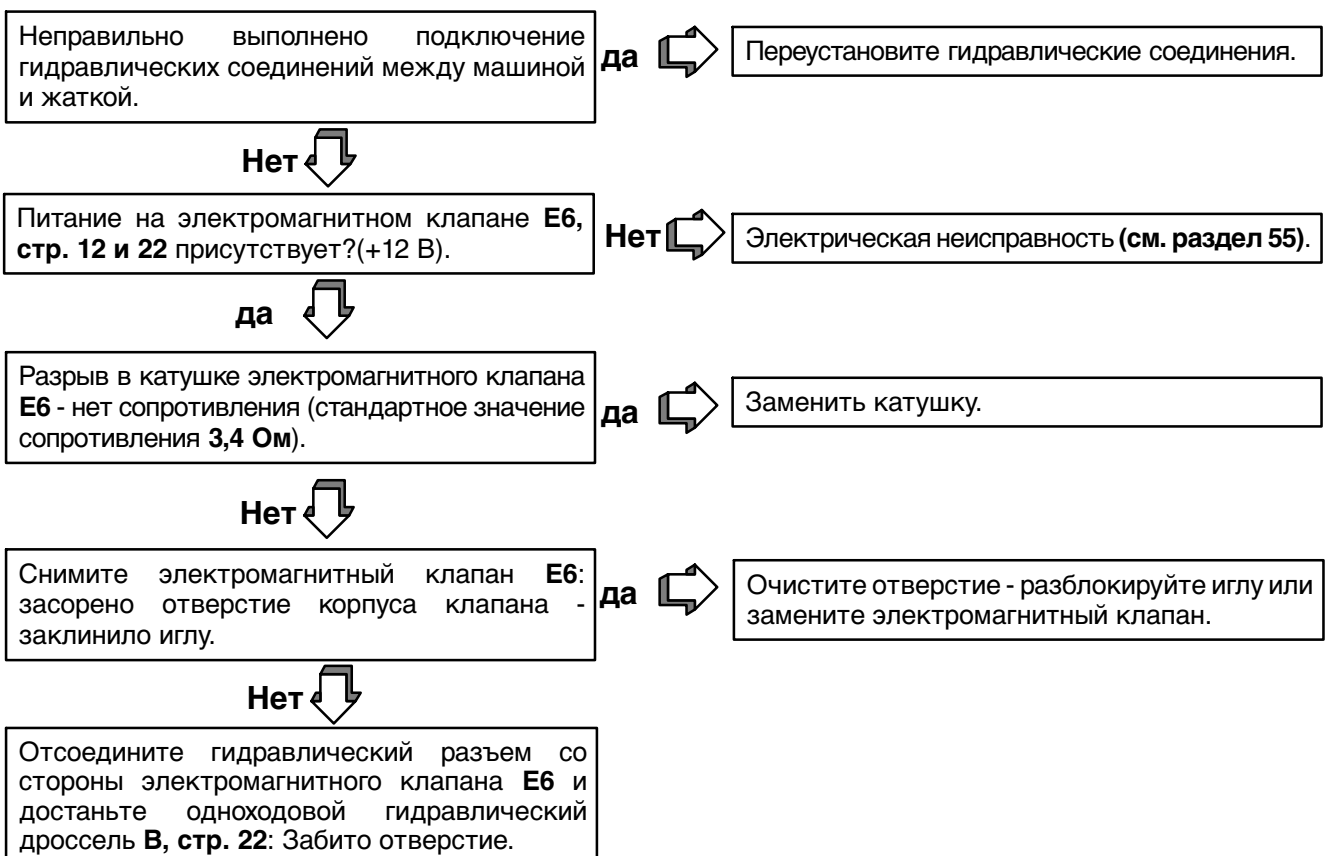 Неправильно выполнено подключение
гидравлических соединений между машиной
и жаткой.
да
Переустановите гидравлические соединения.
Нет
Питание на электромагнитном клапане E6,
стр. 12 и 22 присутствует?(+12 В).
Нет
Электрическая неисправность (см. раздел 55).
да
Разрыв в катушке электромагнитного клапана
E6 - нет сопротивления (стандартное значение
сопротивления 3,4 Ом).
да
Заменить катушку.
Нет
Снимите электромагнитный клапан E6:
засорено отверстие корпуса клапана -
заклинило иглу.
да
Очистите отверстие - разблокируйте иглу или
замените электромагнитный клапан.
Нет
Отсоедините гидравлический разъем со
стороны электромагнитного клапана E6 и
достаньте одноходовой гидравлический
дроссель B, стр. 22: Забито отверстие.